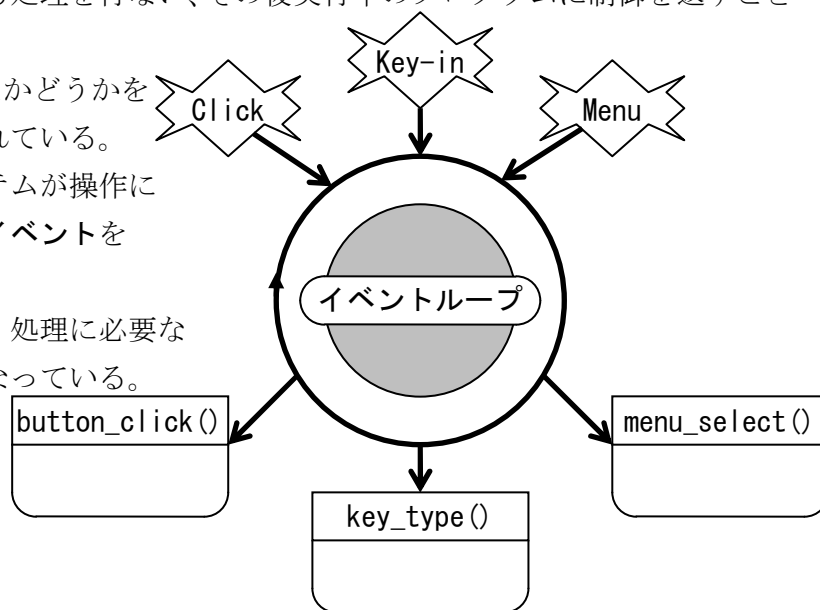 処理を行ない、その後実行中のプログラムに制御を返すこと
Key-in
かどうかを
Click
Menu
れている。
テムが操作に
イベントを
イベントループ
処理に必要な
なっている。
button_click()
menu_select()
key_type()